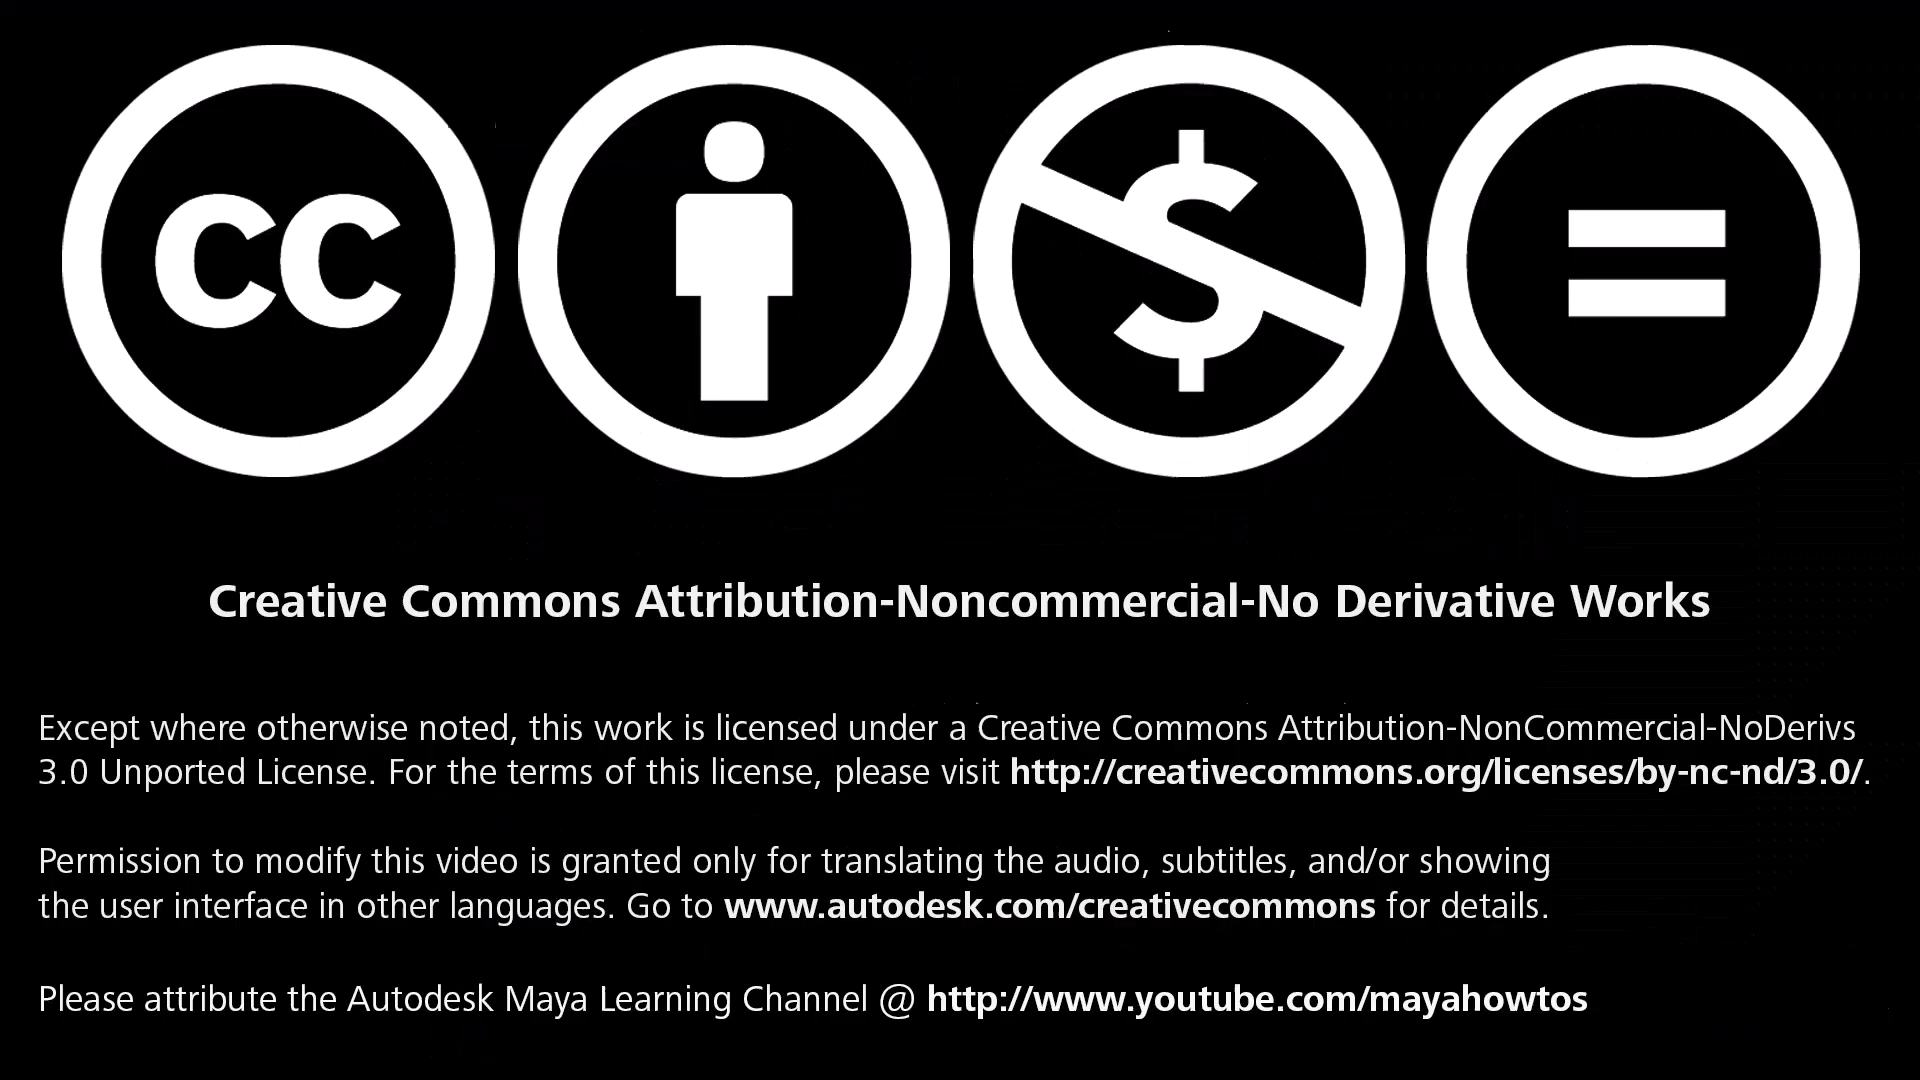 cc $ =
Creative Commons Attribution-Noncommercial-No Derivative Works
Except where otherwise noted, this work is licensed under a Creative Commons Attribution-NonCommercial-NoDerivs
3.0 Unported License. For the terms of this license, please visit http://creativecommons.org/licenses/by-nc-nd/3.0/.
Permission to modify this video is granted only for translating the audio, subtitles, and/or showing
the user interface in other languages. Go to www.autodesk.com/creativecommons for details.
Please attribute the Autodesk Maya Learning Channel @ http://www.youtube.com/mayahowtos